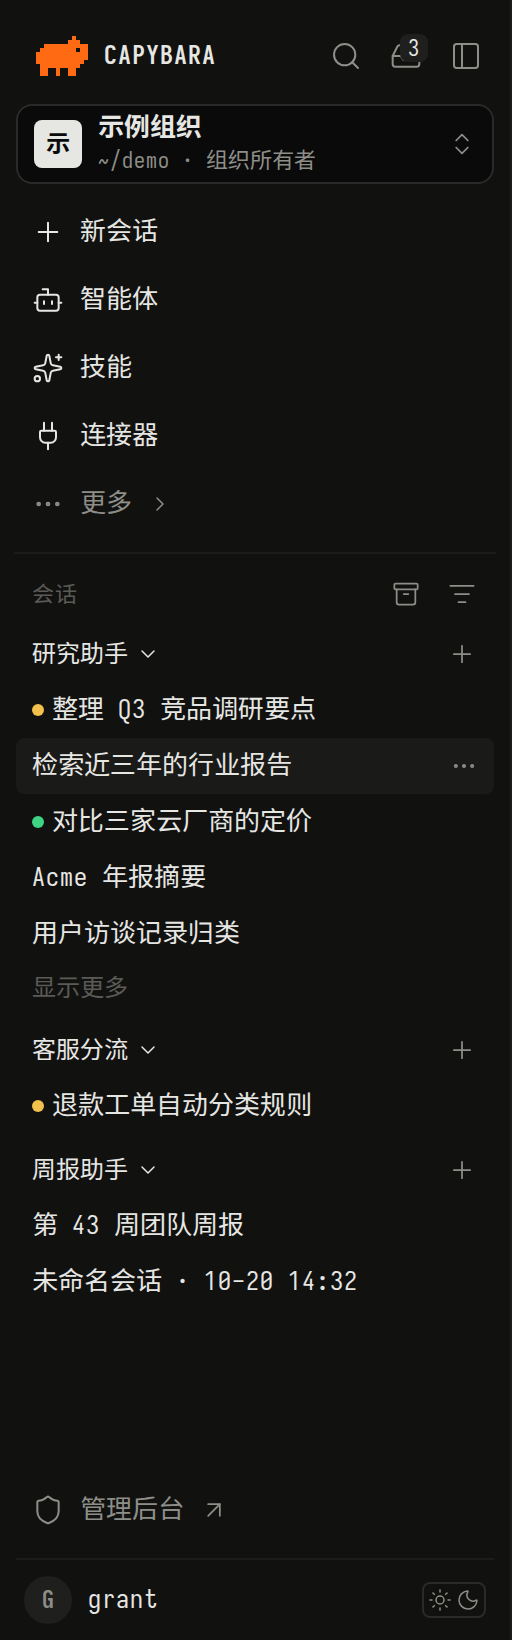 CAPYBARA
3
示
示例组织
~/demo · 组织所有者
新会话
智能体
技能
连接器
更多
会话
研究助手
整理 Q3 竞品调研要点
检索近三年的行业报告
对比三家云厂商的定价
Acme 年报摘要
用户访谈记录归类
显示更多
客服分流
退款工单自动分类规则
周报助手
第 43 周团队周报
未命名会话 · 10-20 14:32
管理后台
G
grant